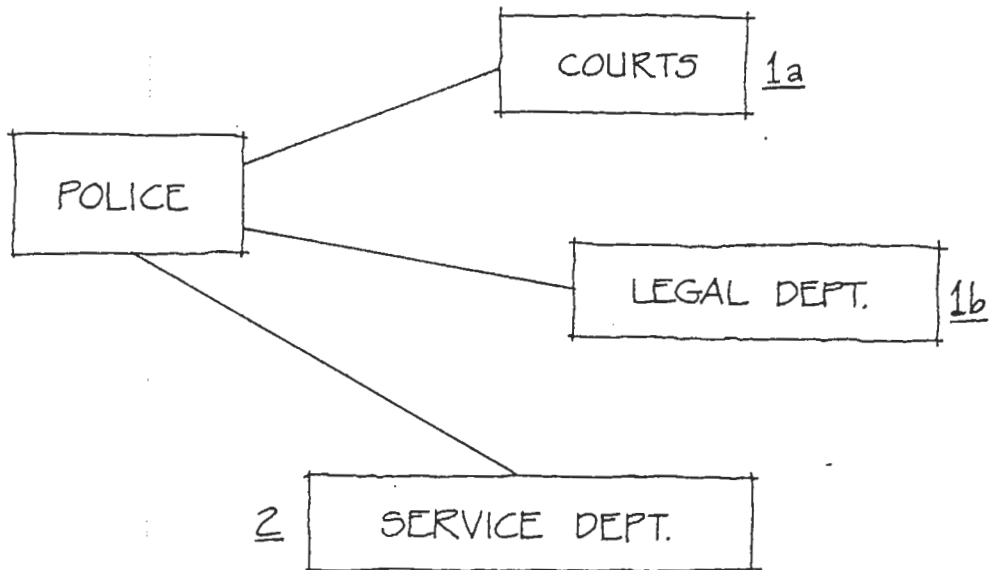 COURTS 1a
POLICE
LEGAL DEPT. 1b
2 SERVICE DEPT.